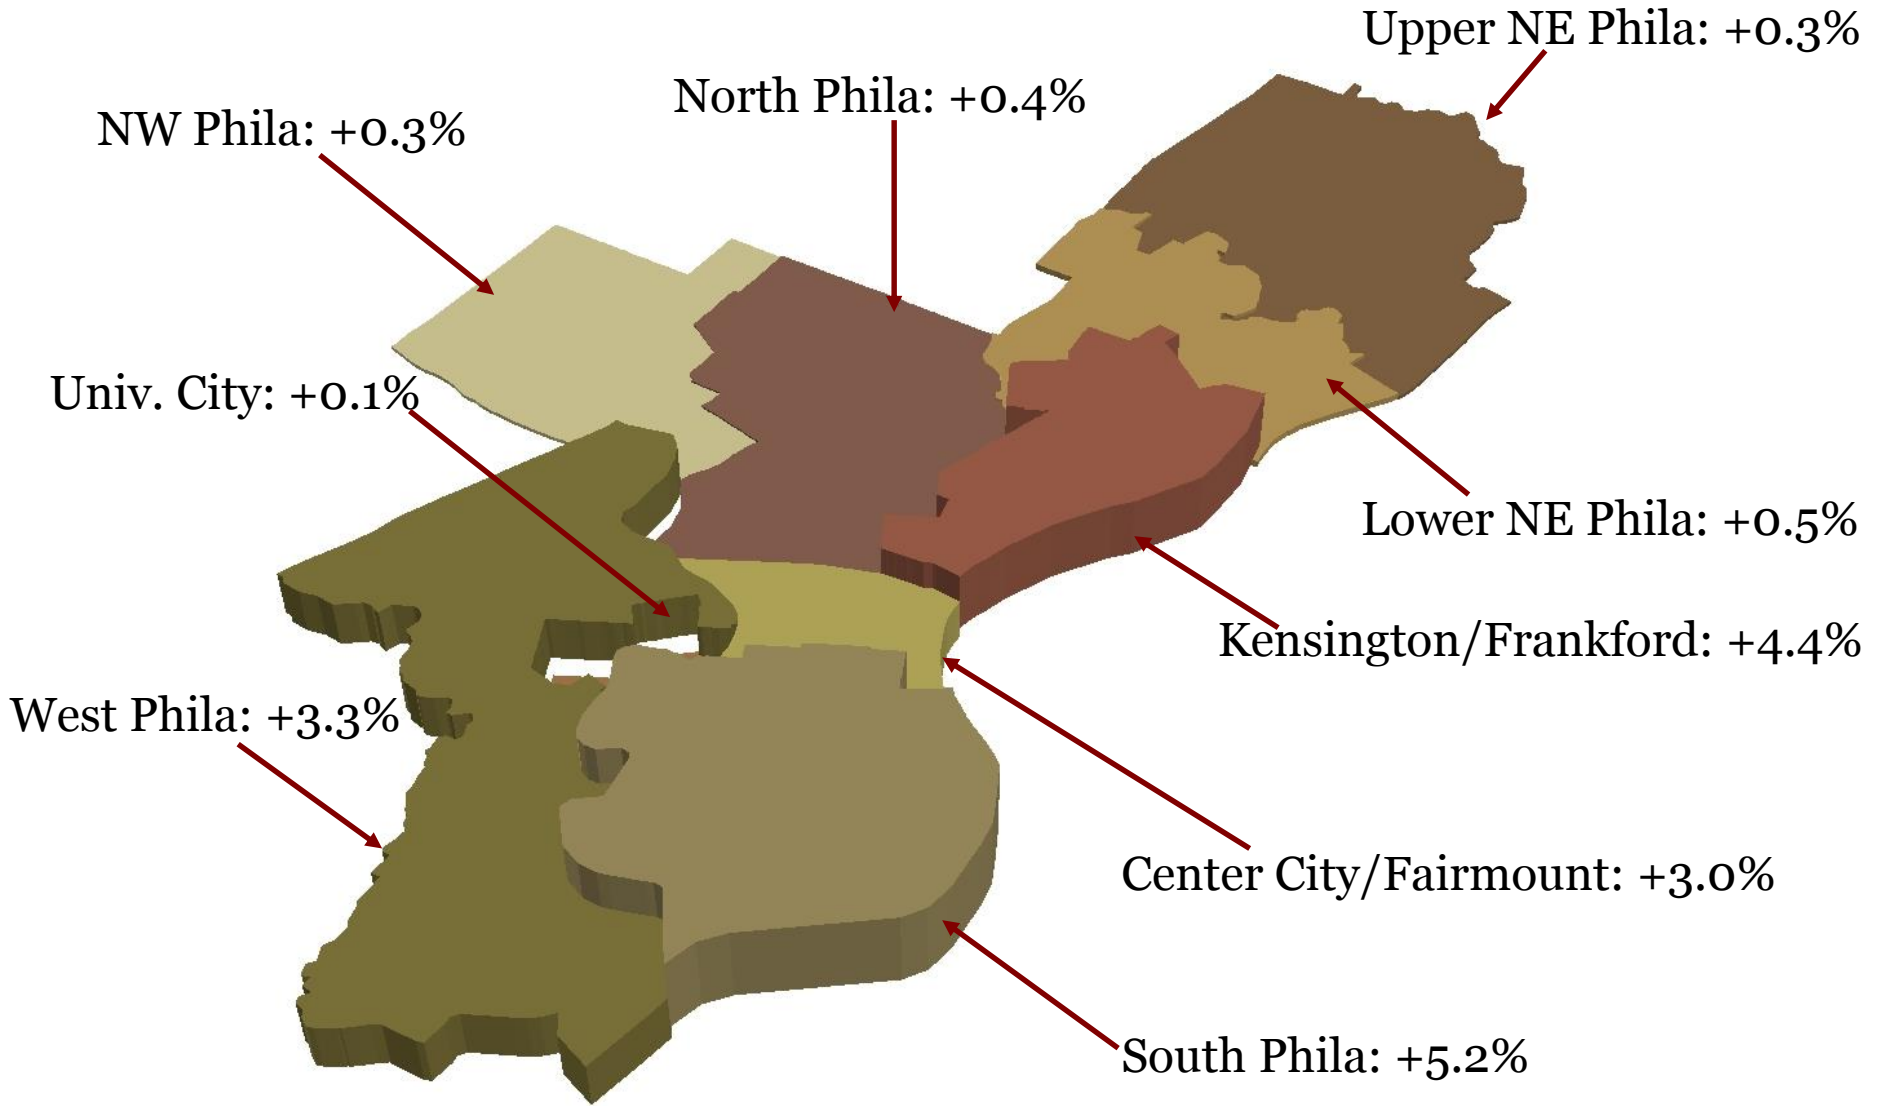 Upper NE Phila: +0.3%
North Phila: +0.4%
NW Phila: +0.3%
Univ. City: +0.1%
Lower NE Phila: +0.5%
Kensington/Frankford: +4.4%
West Phila: +3.3%
Center City/Fairmount: +3.0%
South Phila: +5.2%